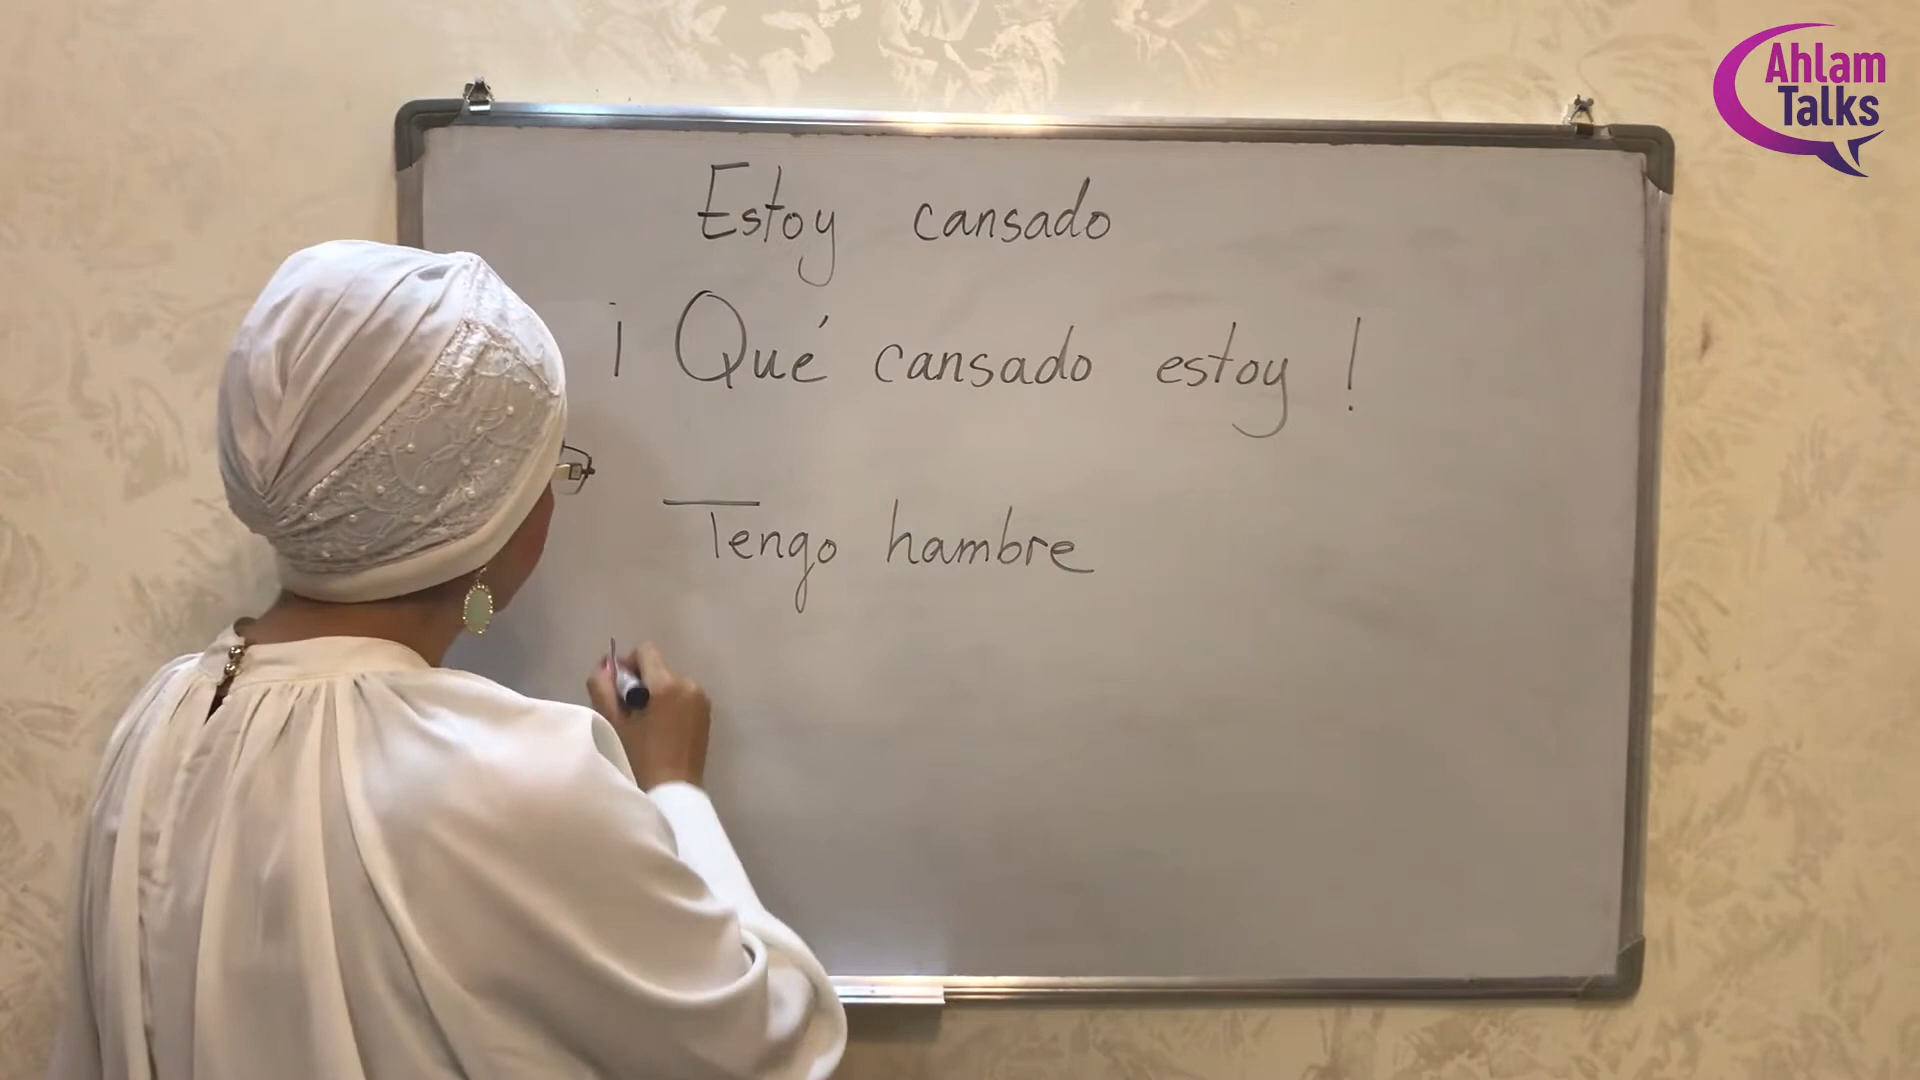 Ahlam
Talks
Estoy cansado
¡ Qué cansado estoy !
Tengo hambre